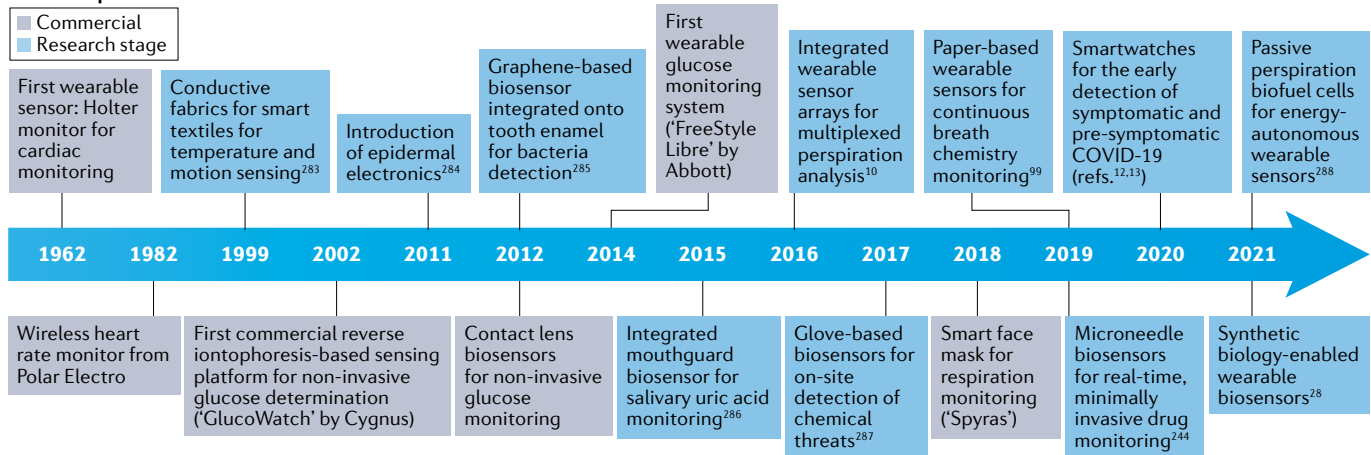 Commercial
Research stage
First wearable
sensor: Holter
monitor for
cardiac
monitoring
Conductive
fabrics for smart
textiles for
temperature and
motion sensing283
Introduction
of epidermal
electronics284
Graphene-based
biosensor
integrated onto
tooth enamel
for bacteria
detection285
First
wearable
glucose
monitoring
system
(‘FreeStyle
Libre’ by
Abbott)
Integrated
wearable
sensor
arrays for
multiplexed
perspiration
analysis10
Paper-based
wearable
sensors for
continuous
breath
chemistry
monitoring99
Smartwatches
for the early
detection of
symptomatic and
pre-symptomatic
COVID-19
(refs.12,13)
Passive
perspiration
biofuel cells
for energy-
autonomous
wearable
sensors288
1962 1982 1999 2002 2011 2012 2014 2015 2016 2017 2018 2019 2020 2021
Wireless heart
rate monitor from
Polar Electro
First commercial reverse
iontophoresis-based sensing
platform for non-invasive
glucose determination
(‘GlucoWatch’ by Cygnus)
Contact lens
biosensors
for non-invasive
glucose
monitoring
Integrated
mouthguard
biosensor for
salivary uric acid
monitoring286
Glove-based
biosensors for
on-site
detection of
chemical
threats287
Smart face
mask for
respiration
monitoring
(‘Spyras’)
Microneedle
biosensors
for real-time,
minimally
invasive drug
monitoring244
Synthetic
biology-enabled
wearable
biosensors28